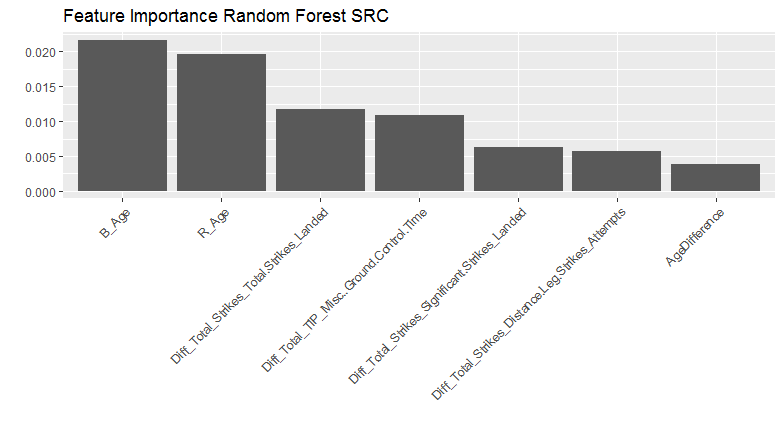 Feature Importance Random Forest SRC
0.020
0.015
0.010
0.005
0.000
B_Age
R_Age
Diff_Total_Strikes_Total.Strikes_Landed
Diff_Total_TIP_Misc..Ground.Control.Time
Diff_Total_Strikes_Significant.Strikes_Landed
Diff_Total_Strikes_Distance.Leg.Strikes_Attempts
AgeDifference